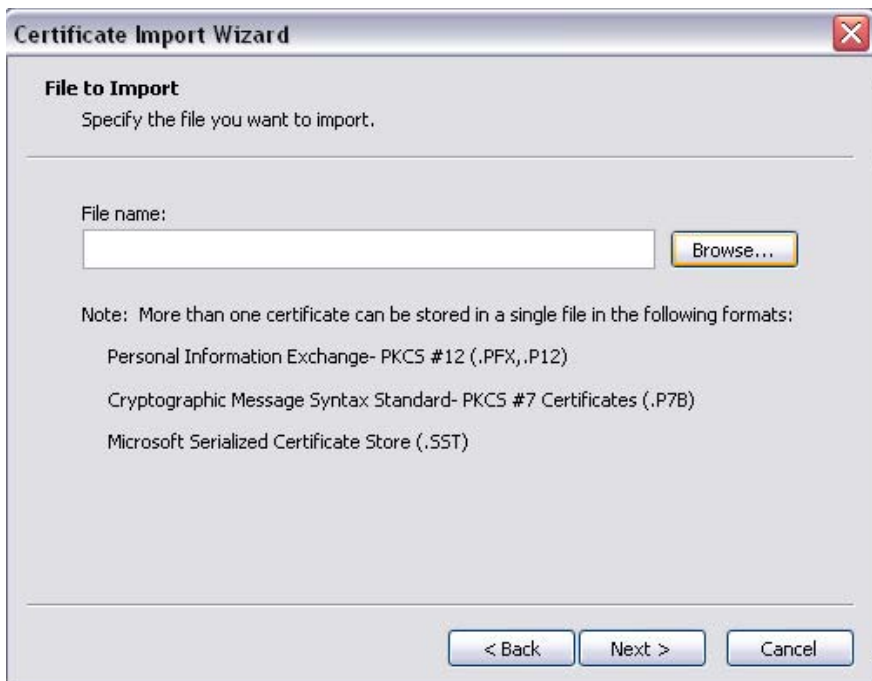 Certificate Import Wizard
File to Import
Specify the file you want to import.
File name:
Browse...
Note: More than one certificate can be stored in a single file in the following formats:
Personal Information Exchange- PKCS #12 (.PFX,.P12)
Cryptographic Message Syntax Standard- PKCS #7 Certificates (.P7B)
Microsoft Serialized Certificate Store (.SST)
< Back Next > Cancel